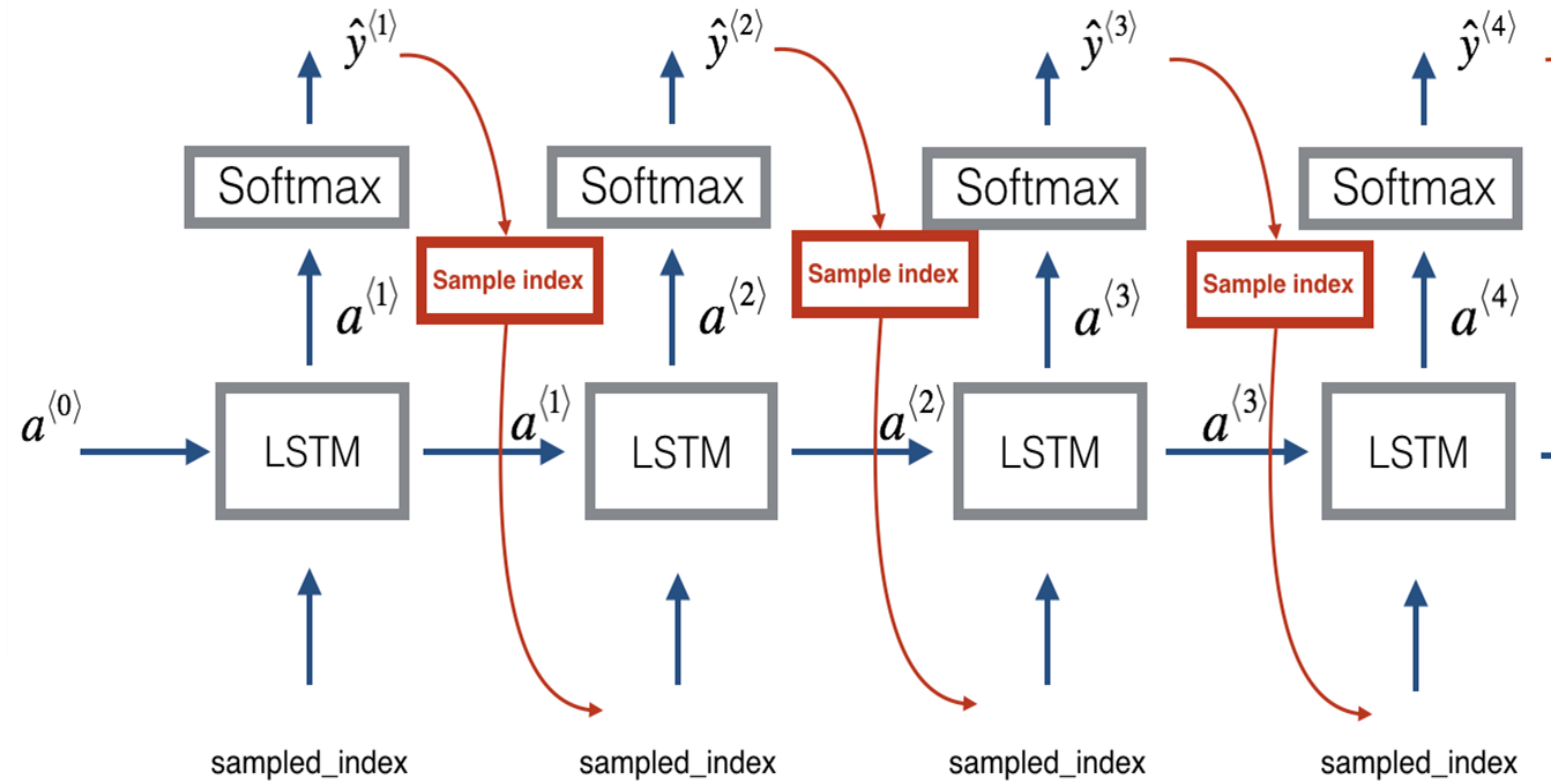 ŷ⟨1⟩ ŷ⟨2⟩ ŷ⟨3⟩ ŷ⟨4⟩
Softmax Softmax Softmax Softmax
Sample index Sample index Sample index
a⟨1⟩ a⟨2⟩ a⟨3⟩ a⟨4⟩
a⟨0⟩ a⟨1⟩ a⟨2⟩ a⟨3⟩
LSTM LSTM LSTM LSTM
sampled_index sampled_index sampled_index sampled_index